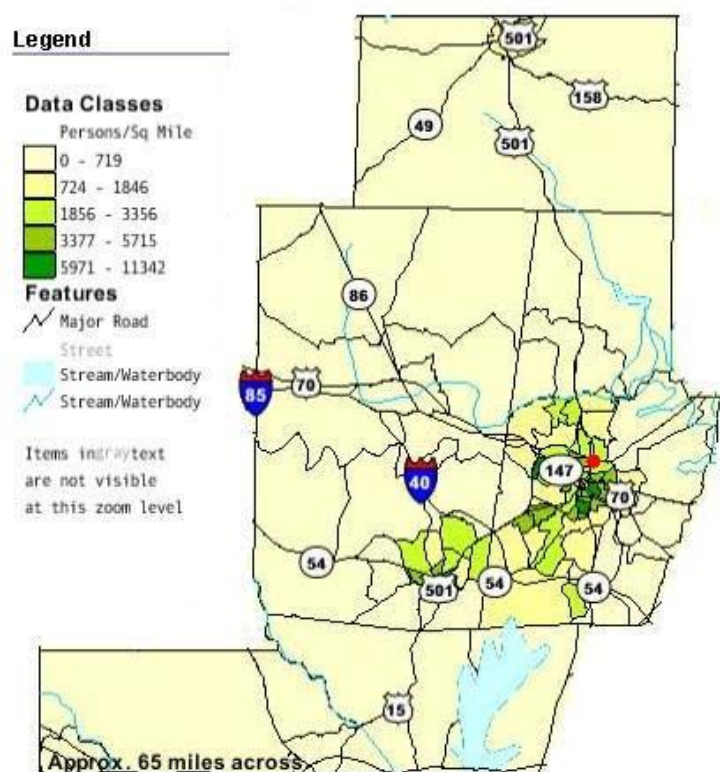 Legend
Data Classes
Persons/Sq Mile
0 - 719
724 - 1846
1856 - 3356
3377 - 5715
5971 - 11342
Features
Major Road
Street
Stream/Waterbody
Stream/Waterbody
Items in gray text
are not visible
at this zoom level
501
158
49
501
86
70
85
147
40
70
54
501
54
54
15
Approx. 65 miles across.